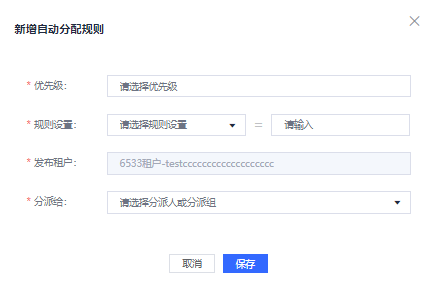 新增自动分配规则
* 优先级： 请选择优先级
* 规则设置： 请选择规则设置 = 请输入
* 发布租户： 6533租户-testccccccccccccccccccc
* 分派给： 请选择分派人或分派组
取消 保存